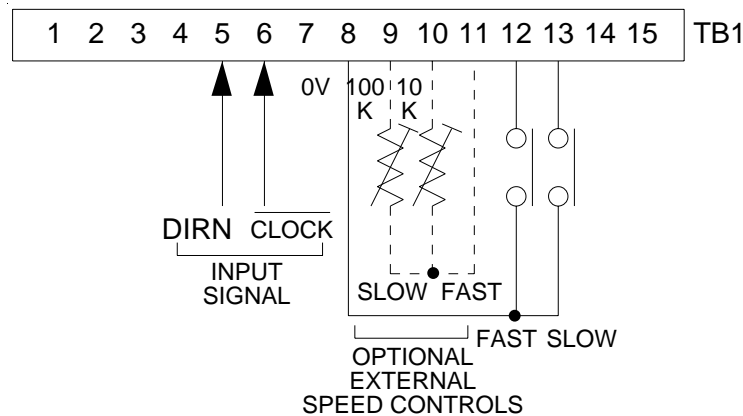 1 2 3 4 5 6 7 8 9 10 11 12 13 14 15 TB1
0V 100 K 10 K
DIRN CLOCK
INPUT
SIGNAL
SLOW FAST
FAST SLOW
OPTIONAL
EXTERNAL
SPEED CONTROLS